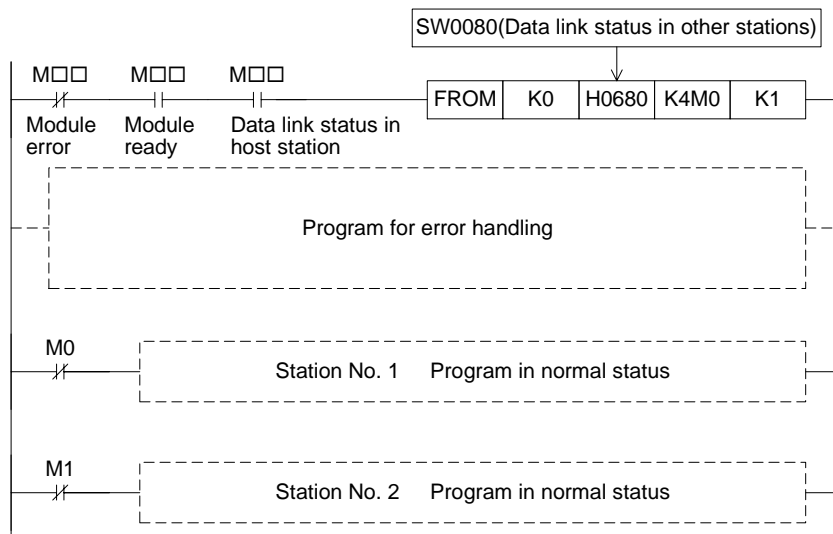 SW0080(Data link status in other stations)
M□□ M□□ M□□
FROM K0 H0680 K4M0 K1
Module error
Module ready
Data link status in host station
Program for error handling
M0
Station No. 1 Program in normal status
M1
Station No. 2 Program in normal status